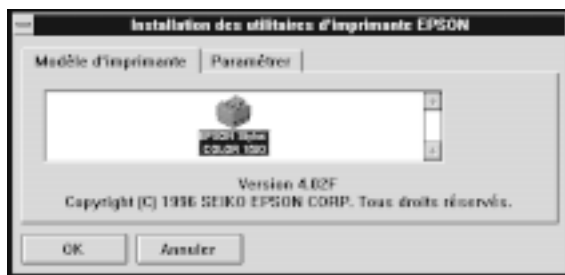 Installation des utilitaires d'imprimante EPSON
Modèle d'imprimante Paramétrer
EPSON Stylus
COLOR
Version 4.02F
Copyright (C) 1996 SEIKO EPSON CORP. Tous droits réservés.
OK Annuler